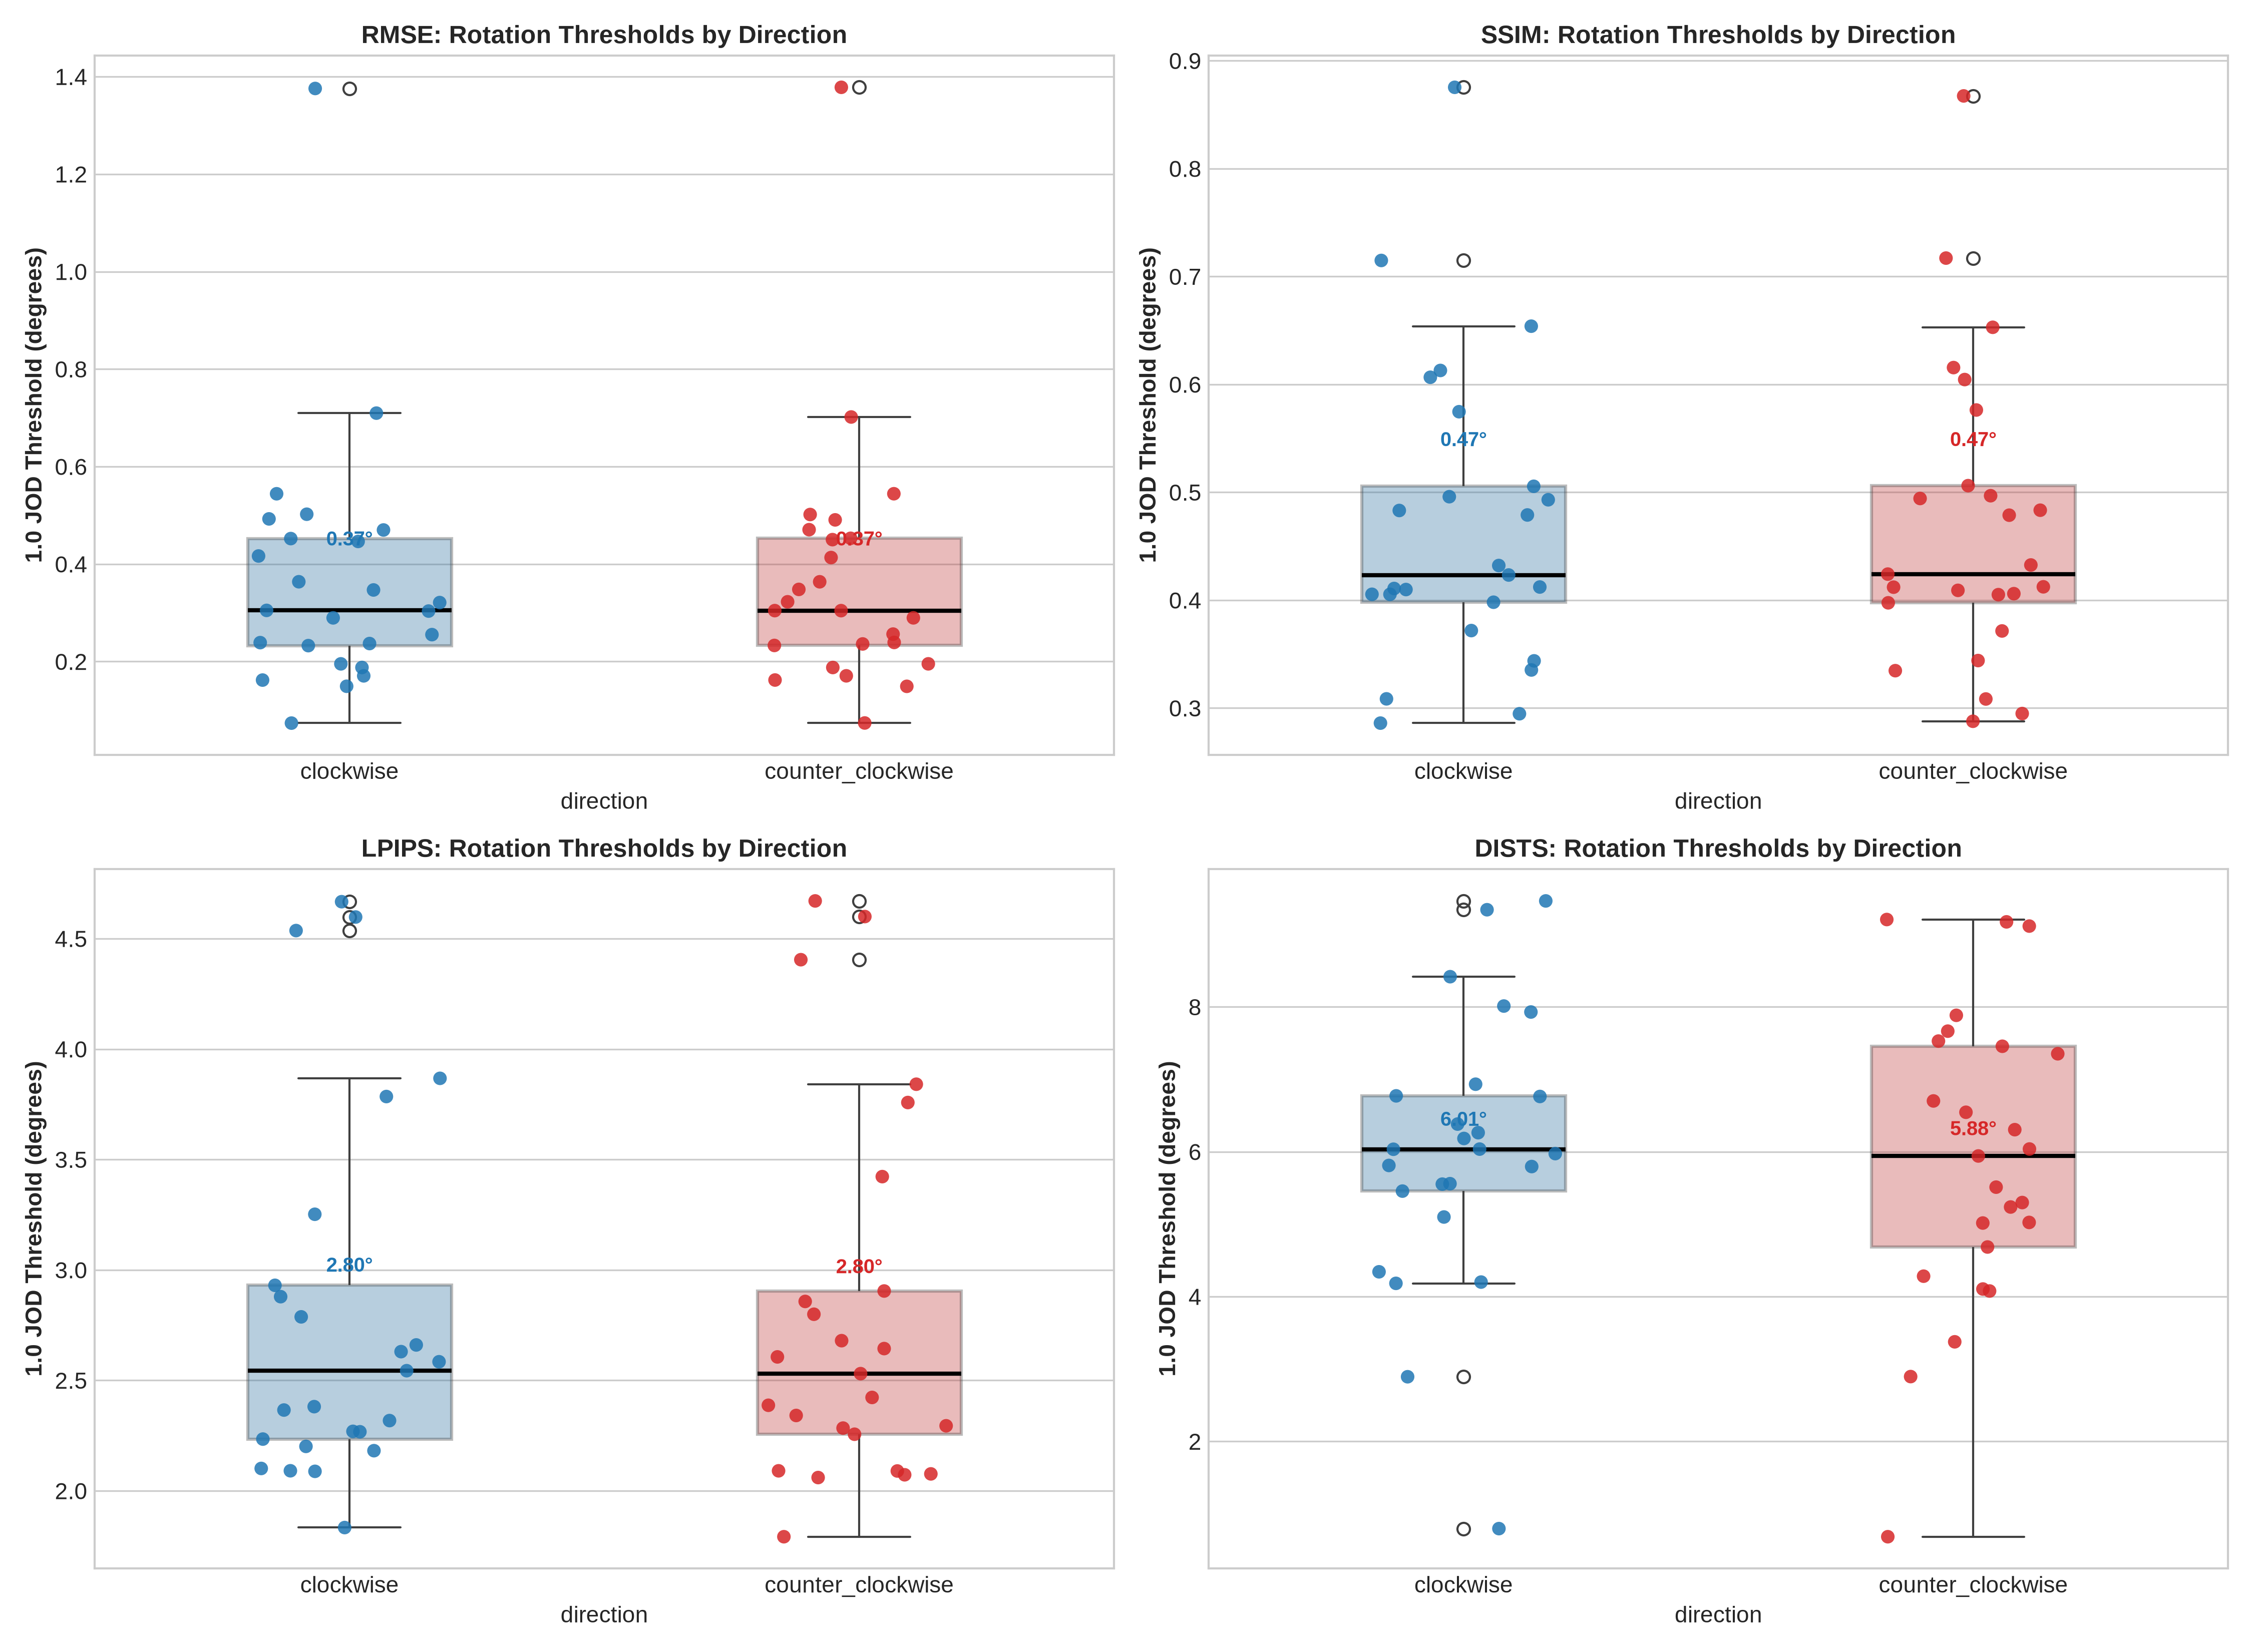 RMSE: Rotation Thresholds by Direction
1.0 JOD Threshold (degrees)
1.4
1.2
1.0
0.8
0.6
0.4
0.2
0.37°
0.37°
clockwise
counter_clockwise
direction
SSIM: Rotation Thresholds by Direction
1.0 JOD Threshold (degrees)
0.9
0.8
0.7
0.6
0.5
0.4
0.3
0.47°
0.47°
clockwise
counter_clockwise
direction
LPIPS: Rotation Thresholds by Direction
1.0 JOD Threshold (degrees)
4.5
4.0
3.5
3.0
2.5
2.0
2.80°
2.80°
clockwise
counter_clockwise
direction
DISTS: Rotation Thresholds by Direction
1.0 JOD Threshold (degrees)
8
6
4
2
6.01°
5.88°
clockwise
counter_clockwise
direction